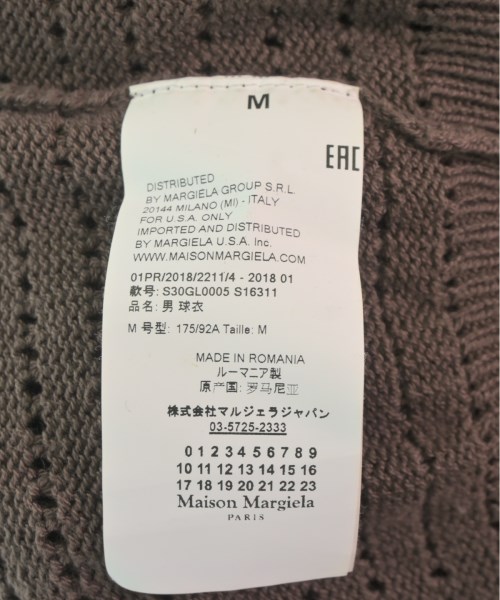 M
EAC
DISTRIBUTED
BY MARGIELA GROUP S.R.L.
20144 MILANO (MI) - ITALY
FOR U.S.A. ONLY
IMPORTED AND DISTRIBUTED
BY MARGIELA U.S.A. Inc.
WWW.MAISONMARGIELA.COM
01PR/2018/2211/4 - 2018 01
款号: S30GL0005 S16311
品名: 男 球衣
M 号型: 175/92A Taille: M
MADE IN ROMANIA
ルーマニア製
原产国: 罗马尼亚
株式会社マルジェラジャパン
03-5725-2333
0 1 2 3 4 5 6 7 8 9
10 11 12 13 14 15 16
17 18 19 20 21 22 23
Maison Margiela
PARIS